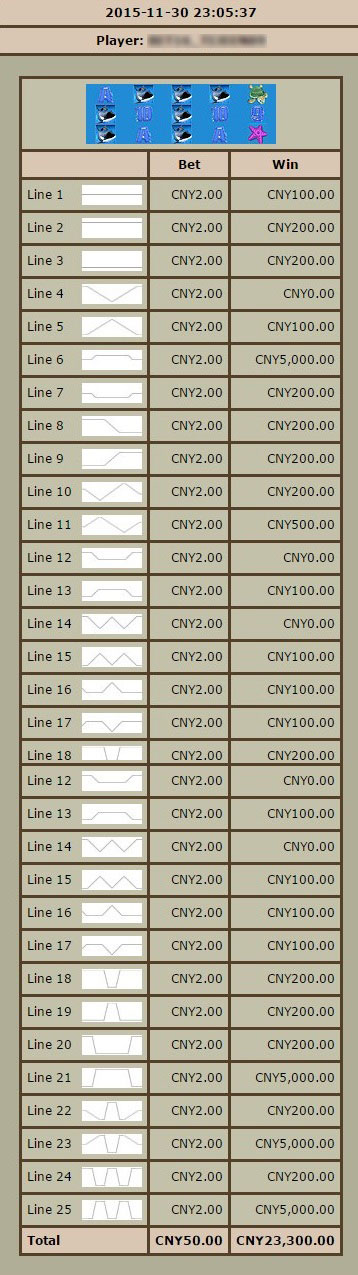 2015-11-30 23:05:37
Player:
A A 10 10 9 A A
Bet Win
Line 1 CNY2.00 CNY100.00
Line 2 CNY2.00 CNY200.00
Line 3 CNY2.00 CNY200.00
Line 4 CNY2.00 CNY0.00
Line 5 CNY2.00 CNY100.00
Line 6 CNY2.00 CNY5,000.00
Line 7 CNY2.00 CNY200.00
Line 8 CNY2.00 CNY200.00
Line 9 CNY2.00 CNY200.00
Line 10 CNY2.00 CNY200.00
Line 11 CNY2.00 CNY500.00
Line 12 CNY2.00 CNY0.00
Line 13 CNY2.00 CNY100.00
Line 14 CNY2.00 CNY0.00
Line 15 CNY2.00 CNY100.00
Line 16 CNY2.00 CNY100.00
Line 17 CNY2.00 CNY100.00
Line 18 CNY2.00 CNY200.00
Line 12 CNY2.00 CNY0.00
Line 13 CNY2.00 CNY100.00
Line 14 CNY2.00 CNY0.00
Line 15 CNY2.00 CNY100.00
Line 16 CNY2.00 CNY100.00
Line 17 CNY2.00 CNY100.00
Line 18 CNY2.00 CNY200.00
Line 19 CNY2.00 CNY200.00
Line 20 CNY2.00 CNY200.00
Line 21 CNY2.00 CNY5,000.00
Line 22 CNY2.00 CNY200.00
Line 23 CNY2.00 CNY5,000.00
Line 24 CNY2.00 CNY200.00
Line 25 CNY2.00 CNY5,000.00
Total CNY50.00 CNY23,300.00